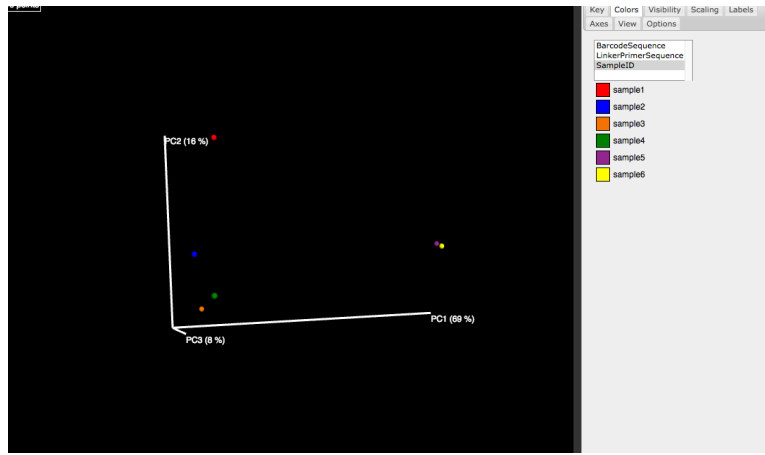 points
Key Colors Visibility Scaling Labels
Axes View Options
BarcodeSequence
LinkerPrimerSequence
SampleID
sample1
sample2
sample3
sample4
sample5
sample6
PC2 (16 %)
PC1 (69 %)
PC3 (8 %)